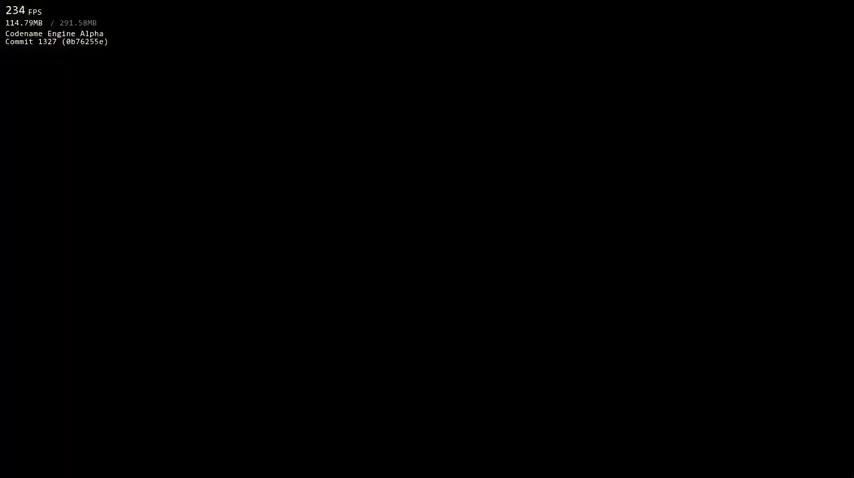 234 FPS
114.79MB / 291.58MB
Codename Engine Alpha
Commit 1327 (0b76255e)